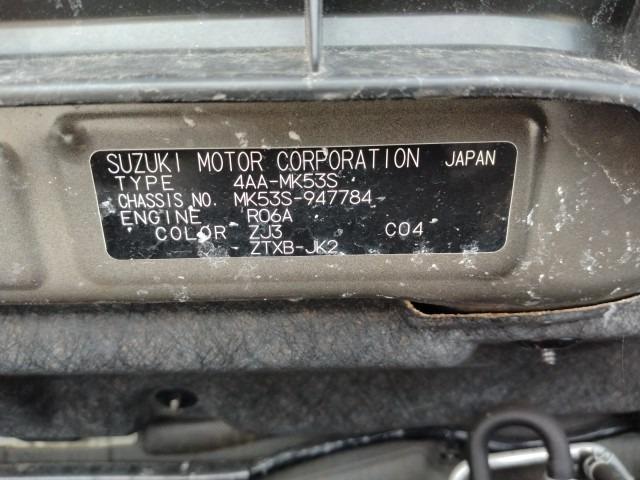 SUZUKI MOTOR CORPORATION JAPAN
TYPE 4AA-MK53S
CHASSIS NO. MK53S-947784
ENGINE R06A
COLOR ZJ3 C04
ZTXB-JK2